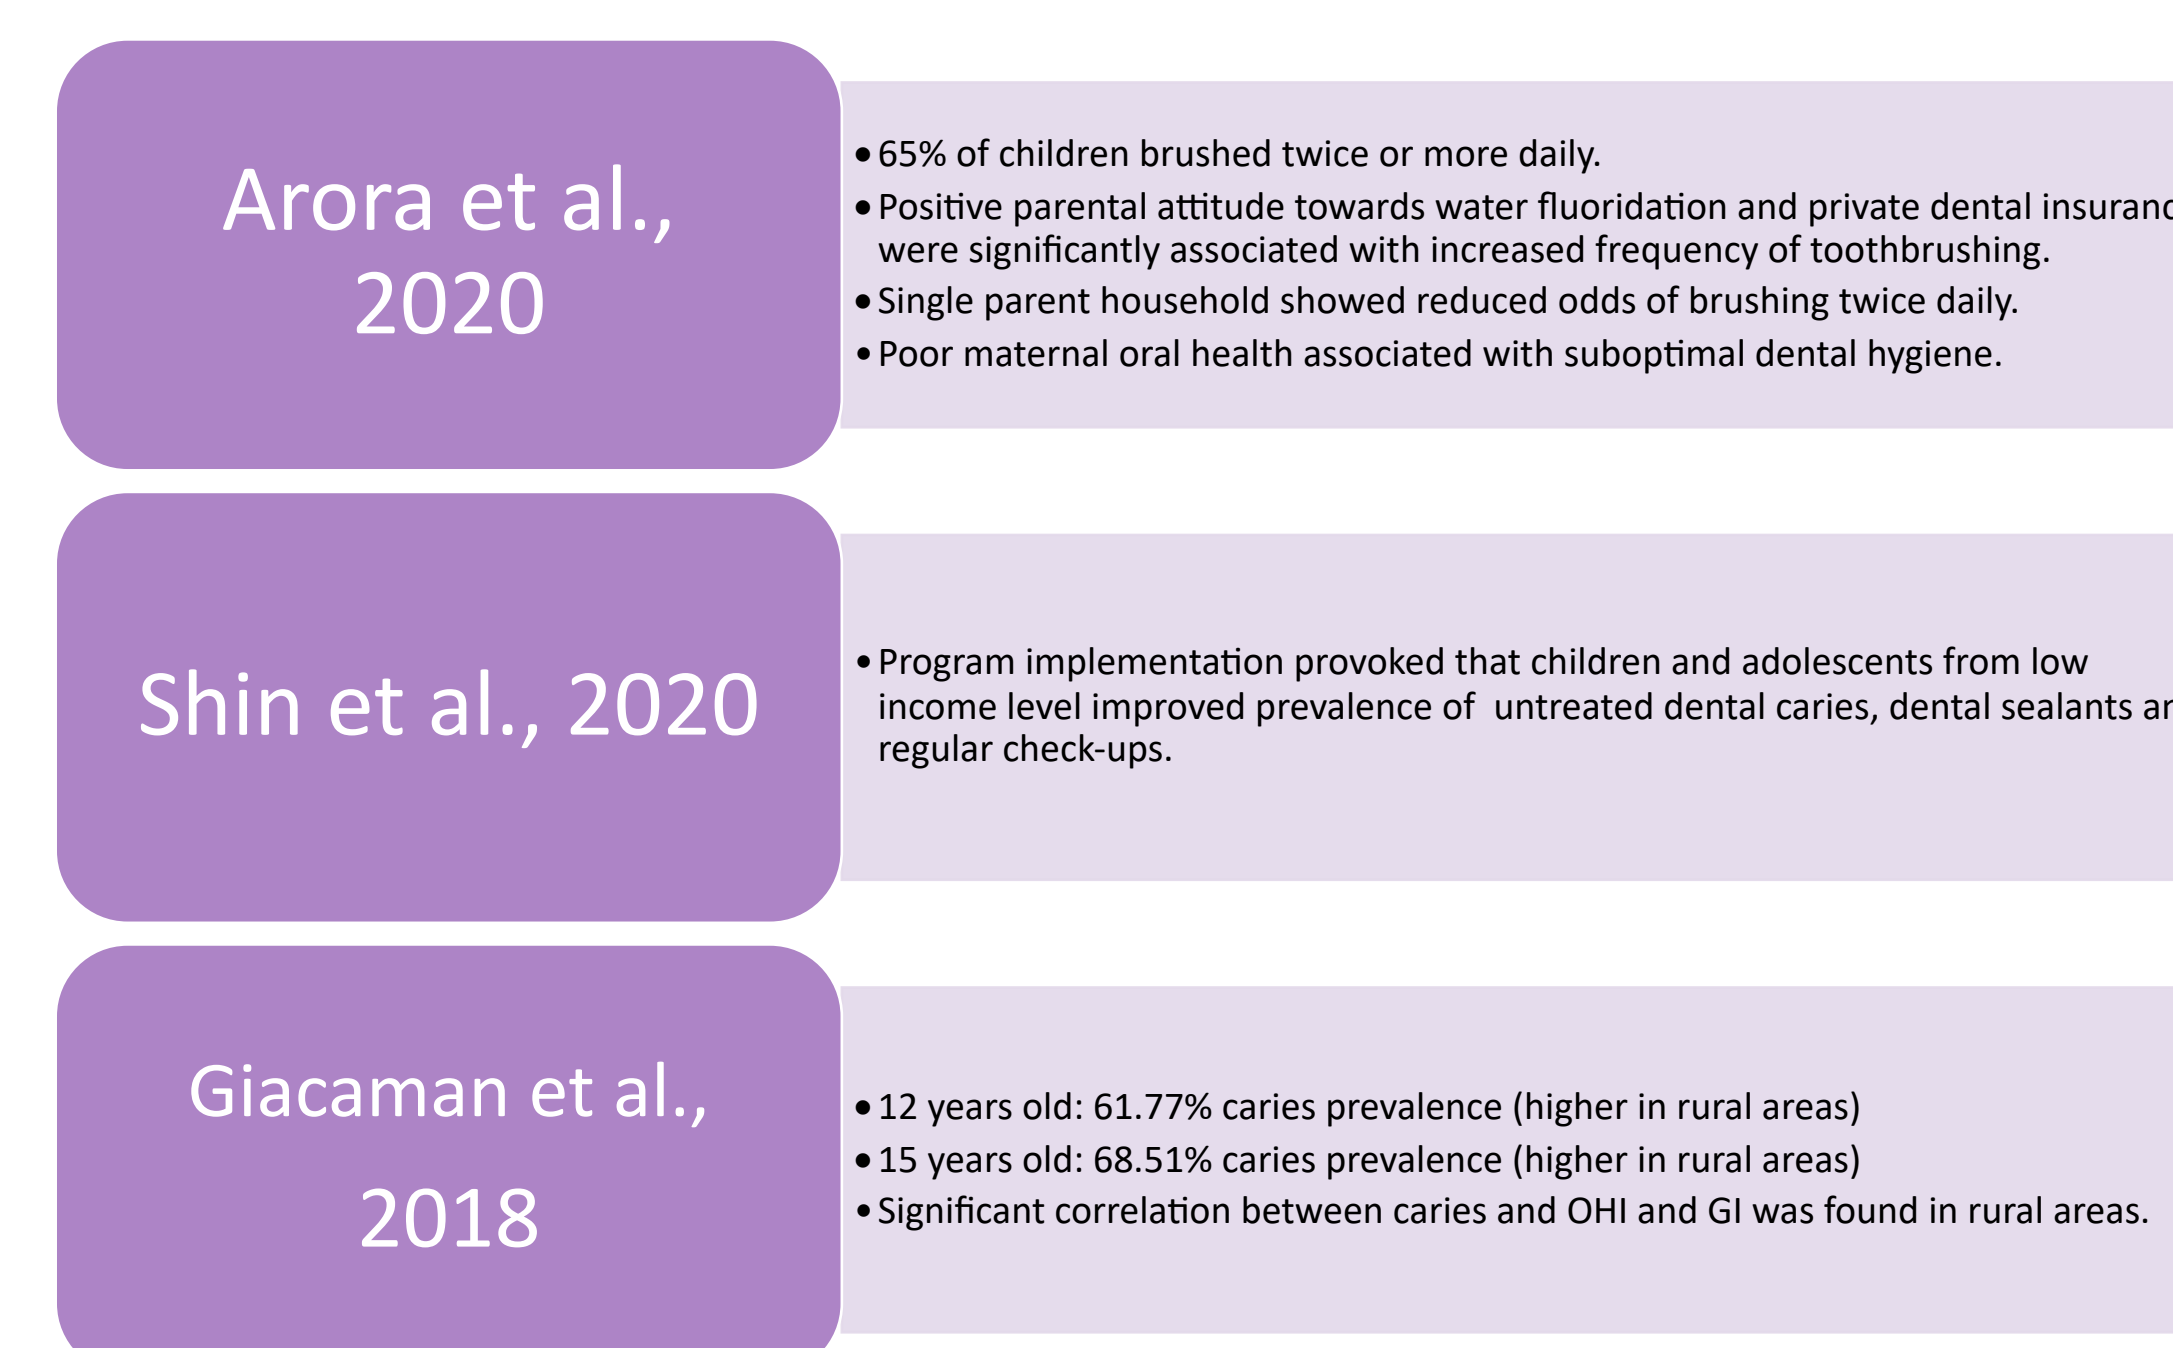 Arora et al.,
2020
•65% of children brushed twice or more daily.
•Positive parental attitude towards water fluoridation and private dental
were significantly associated with increased frequency of toothbrushing.
•Single parent household showed reduced odds of brushing twice daily.
•Poor maternal oral health associated with suboptimal dental hygiene.
Shin et al., 2020
•Program implementation provoked that children and adolescents from low
income level improved prevalence of  untreated dental caries, dental sealants
regular check-ups.
Giacaman et al.,
2018
•12 years old: 61.77% caries prevalence (higher in rural areas)
•15 years old: 68.51% caries prevalence (higher in rural areas)
•Significant correlation between caries and OHI and GI was found in rural areas.